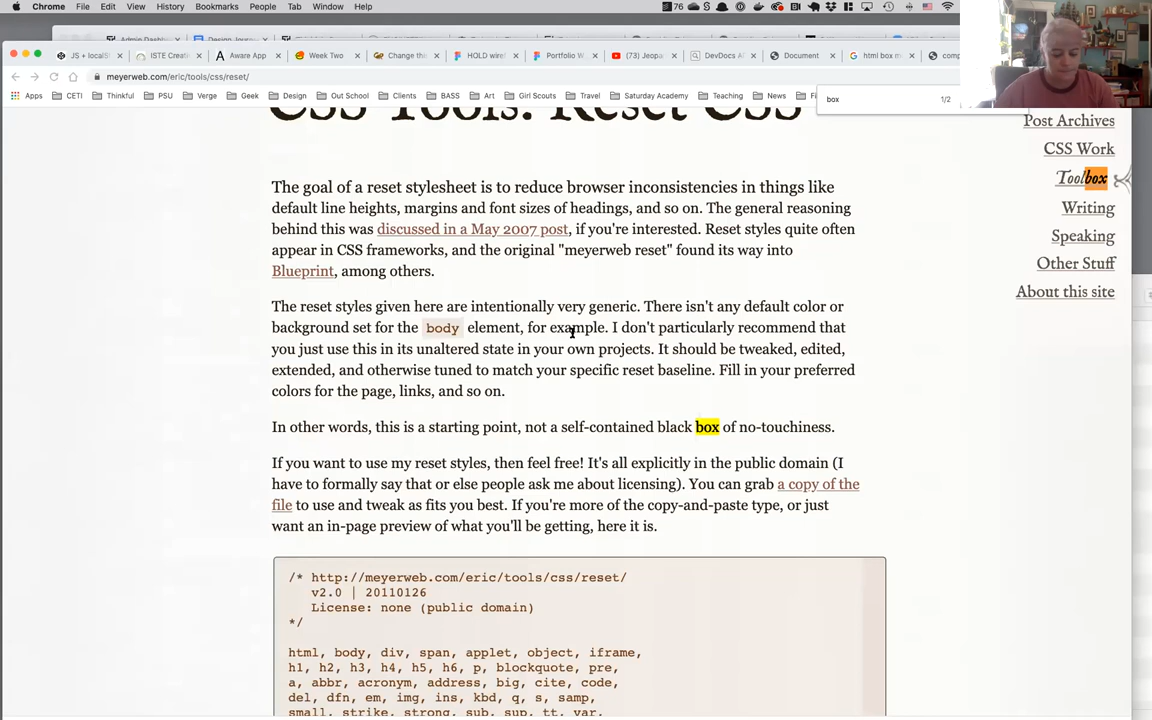 Chrome File Edit View History Bookmarks People Tab Window Help
76
JS + localS
ISTE Creati
Aware App
Week Two
Change the
HOLD wire
Portfolio W
(73) Jeopa
DevDocs A
Document
html box m
comp
meyerweb.com/eric/tools/css/reset/
Apps CETI Thinkful PSU Verge Geek Design Out School Clients BASS Art Girl Scouts Travel Saturday Academy Teaching News
box 1/2
CSS Tools: Reset CSS
Post Archives
CSS Work
Toolbox
Writing
Speaking
Other Stuff
About this site
The goal of a reset stylesheet is to reduce browser inconsistencies in things like
default line heights, margins and font sizes of headings, and so on. The general reasoning
behind this was discussed in a May 2007 post, if you're interested. Reset styles quite often
appear in CSS frameworks, and the original "meyerweb reset" found its way into
Blueprint, among others.
The reset styles given here are intentionally very generic. There isn't any default color or
background set for the body element, for example. I don't particularly recommend that
you just use this in its unaltered state in your own projects. It should be tweaked, edited,
extended, and otherwise tuned to match your specific reset baseline. Fill in your preferred
colors for the page, links, and so on.
In other words, this is a starting point, not a self-contained black box of no-touchiness.
If you want to use my reset styles, then feel free! It's all explicitly in the public domain (I
have to formally say that or else people ask me about licensing). You can grab a copy of the
file to use and tweak as fits you best. If you're more of the copy-and-paste type, or just
want an in-page preview of what you'll be getting, here it is.
/* http://meyerweb.com/eric/tools/css/reset/
v2.0 | 20110126
License: none (public domain)
*/
html, body, div, span, applet, object, iframe,
h1, h2, h3, h4, h5, h6, p, blockquote, pre,
a, abbr, acronym, address, big, cite, code,
del, dfn, em, img, ins, kbd, q, s, samp,
small, strike, strong, sub, sup, tt, var,